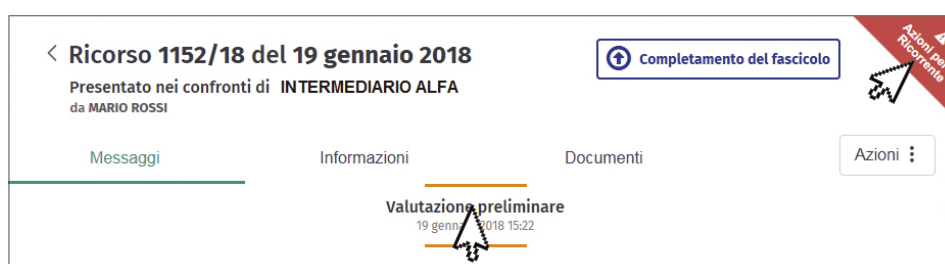 < Ricorso 1152/18 del 19 gennaio 2018
Completamento del fascicolo
Azioni per
Ricorrente
Presentato nei confronti di INTERMEDIARIO ALFA
da MARIO ROSSI
Messaggi
Informazioni
Documenti
Azioni
Valutazione preliminare
19 gennaio 2018 15:22